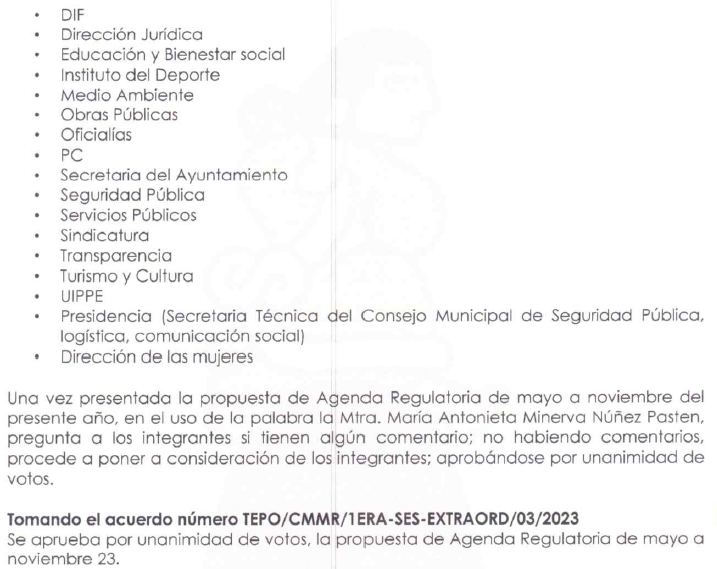 • DIF
• Dirección Jurídica
• Educación y Bienestar social
• Instituto del Deporte
• Medio Ambiente
• Obras Públicas
• Oficialías
• PC
• Secretaria del Ayuntamiento
• Seguridad Pública
• Servicios Públicos
• Sindicatura
• Transparencia
• Turismo y Cultura
• UIPPE
• Presidencia (Secretaria Técnica del Consejo Municipal de Seguridad Pública,
logística, comunicación social)
• Dirección de las mujeres
Una vez presentada la propuesta de Agenda Regulatoria de mayo a noviembre del
presente año, en el uso de la palabra la Mtra. María Antonieta Minerva Núñez Pasten,
pregunta a los integrantes si tienen algún comentario; no habiendo comentarios,
procede a poner a consideración de los integrantes; aprobándose por unanimidad de
votos.
Tomando el acuerdo número TEPO/CMMR/1ERA-SES-EXTRAORD/03/2023
Se aprueba por unanimidad de votos, la propuesta de Agenda Regulatoria de mayo a
noviembre 23.